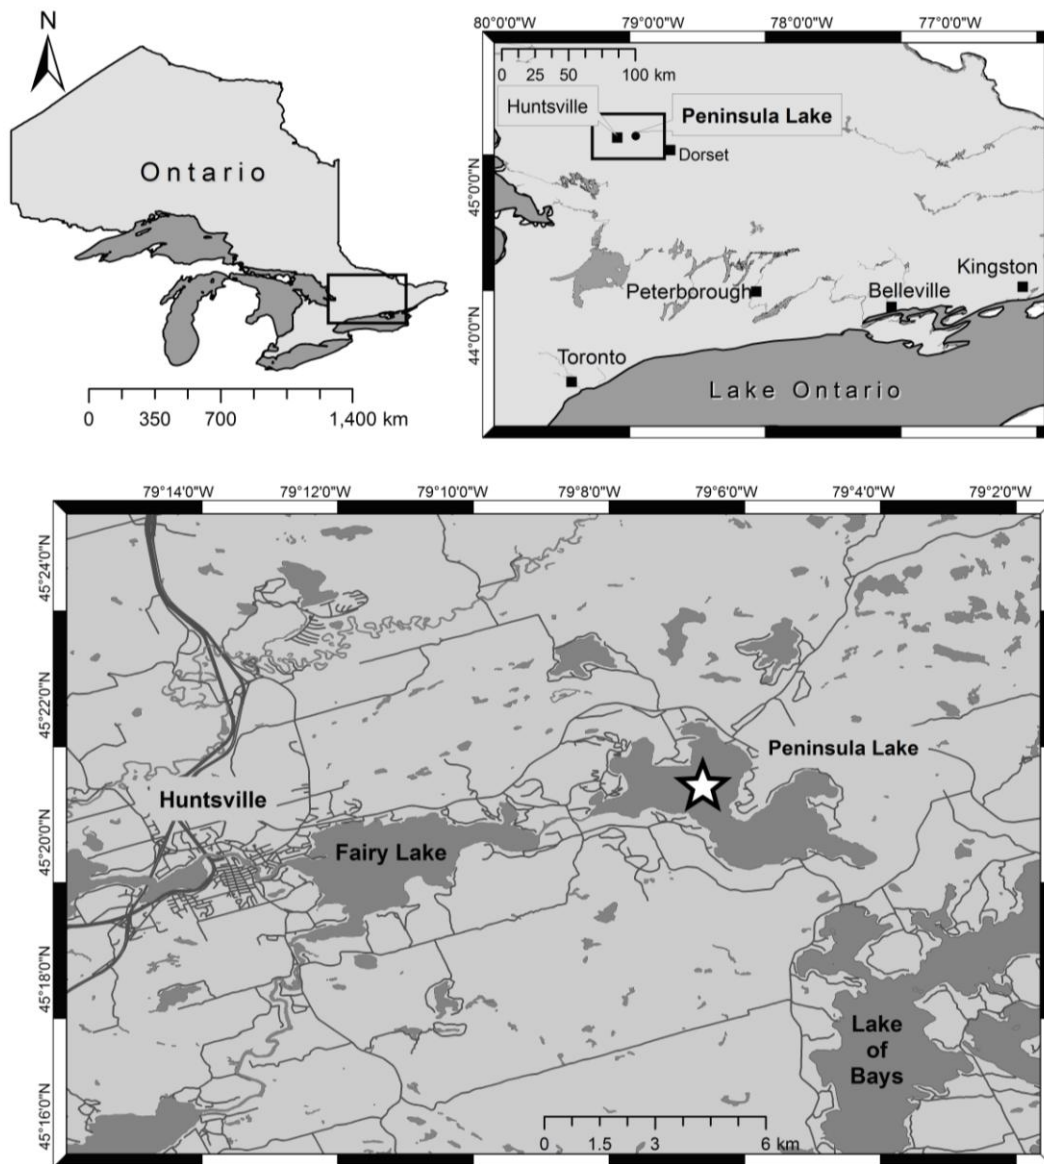 N
Ontario
0 350 700 1,400 km
80°0'0"W 79°0'0"W 78°0'0"W 77°0'0"W
0 25 50 100 km
Huntsville
Peninsula Lake
Dorset
45°0'0"N
Kingston
Peterborough
Belleville
44°0'0"N
Toronto
Lake Ontario
79°14'0"W 79°12'0"W 79°10'0"W 79°8'0"W 79°6'0"W 79°4'0"W 79°2'0"W
45°24'0"N
45°22'0"N
Peninsula Lake
Huntsville
45°20'0"N
Fairy Lake
45°18'0"N
Lake
of
Bays
45°16'0"N
0 1.5 3 6 km